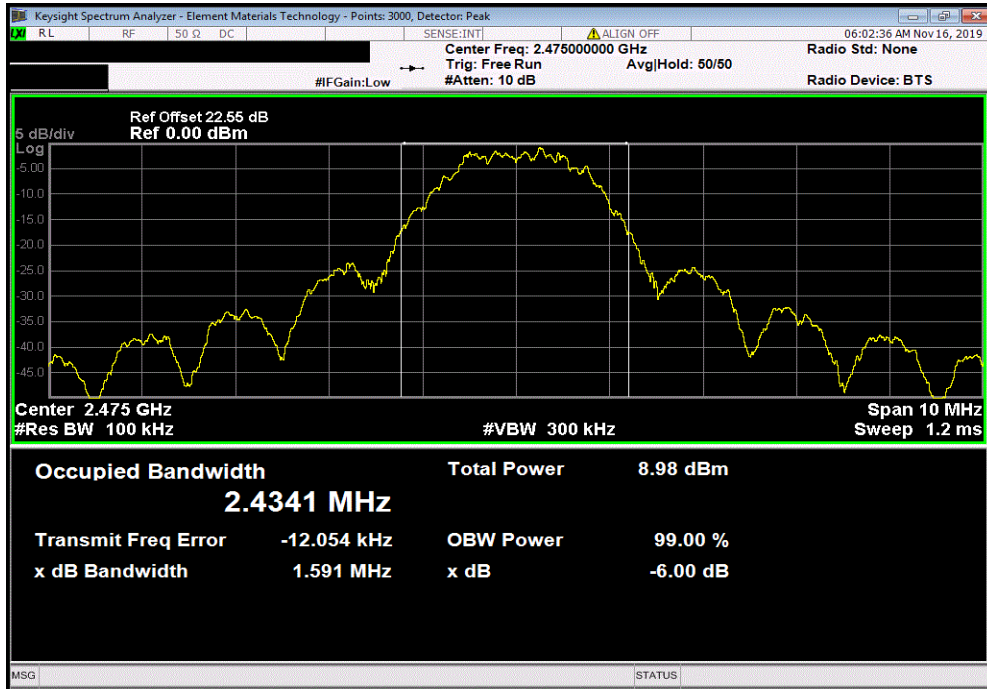 Keysight Spectrum Analyzer - Element Materials Technology - Points: 3000, Detector: Peak
LXI RL RF 50 Ω DC SENSE:INT ALIGN OFF 06:02:36 AM Nov 16, 2019
Center Freq: 2.475000000 GHz Radio Std: None
Trig: Free Run Avg|Hold: 50/50
#IFGain:Low #Atten: 10 dB Radio Device: BTS
Ref Offset 22.55 dB
5 dB/div Ref 0.00 dBm
Log
-5.00
-10.0
-15.0
-20.0
-25.0
-30.0
-35.0
-40.0
-45.0
Center 2.475 GHz Span 10 MHz
#Res BW 100 kHz #VBW 300 kHz Sweep 1.2 ms
Occupied Bandwidth Total Power 8.98 dBm
2.4341 MHz
Transmit Freq Error -12.054 kHz OBW Power 99.00 %
x dB Bandwidth 1.591 MHz x dB -6.00 dB
MSG STATUS